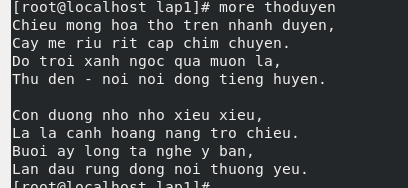 [root@localhost lap1]# more thoduyen
Chieu mong hoa tho tren nhanh duyen,
Cay me riu rit cap chim chuyen.
Do troi xanh ngoc qua muon la,
Thu den - noi noi dong tieng huyen.

Con duong nho nho xieu xieu,
La la canh hoang nang tro chieu.
Buoi ay long ta nghe y ban,
Lan dau rung dong noi thuong yeu.
[root@localhost lap1]#